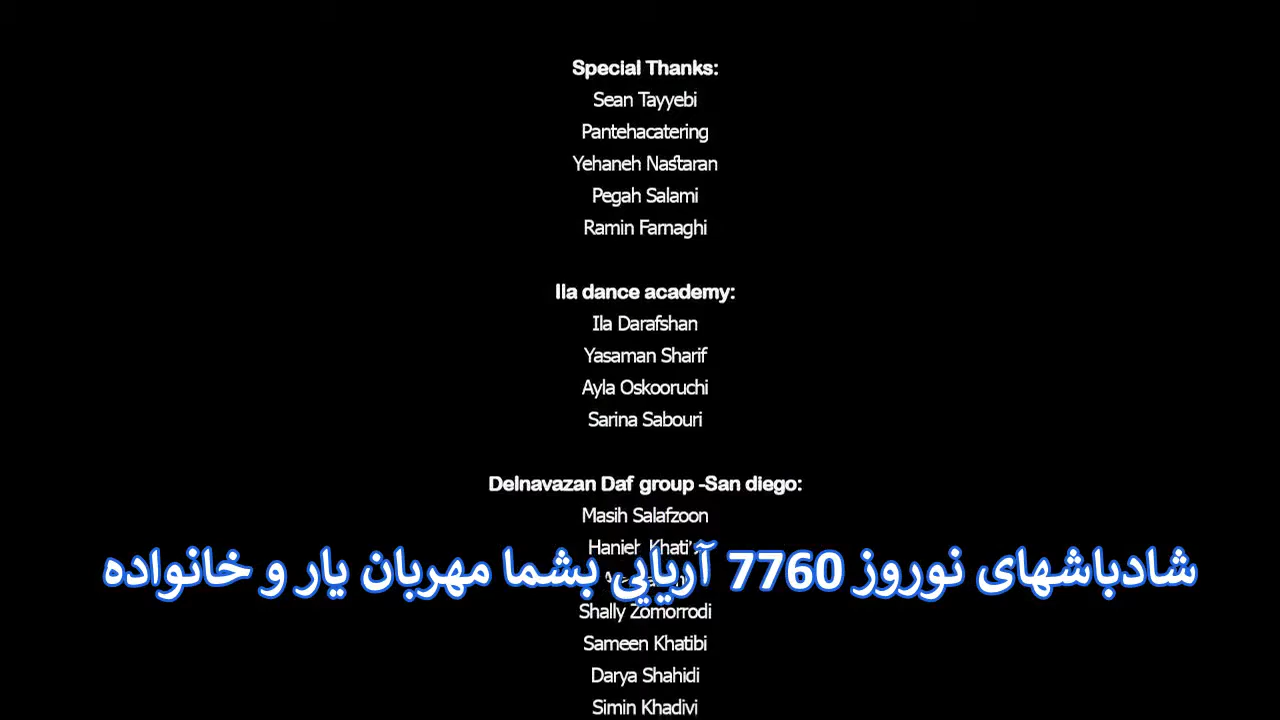 Special Thanks:
Sean Tayyebi
Pantehacatering
Yehaneh Nastaran
Pegah Salami
Ramin Farnaghi
Ila dance academy:
Ila Darafshan
Yasaman Sharif
Ayla Oskooruchi
Sarina Sabouri
Delnavazan Daf group -San diego:
Masih Salafzoon
Hanieh
شادباشهای نوروز 7760 آریایی بشما مهربان یار و خانواده
Shally Zomorrodi
Sameen Khatibi
Darya Shahidi
Simin Khadivi